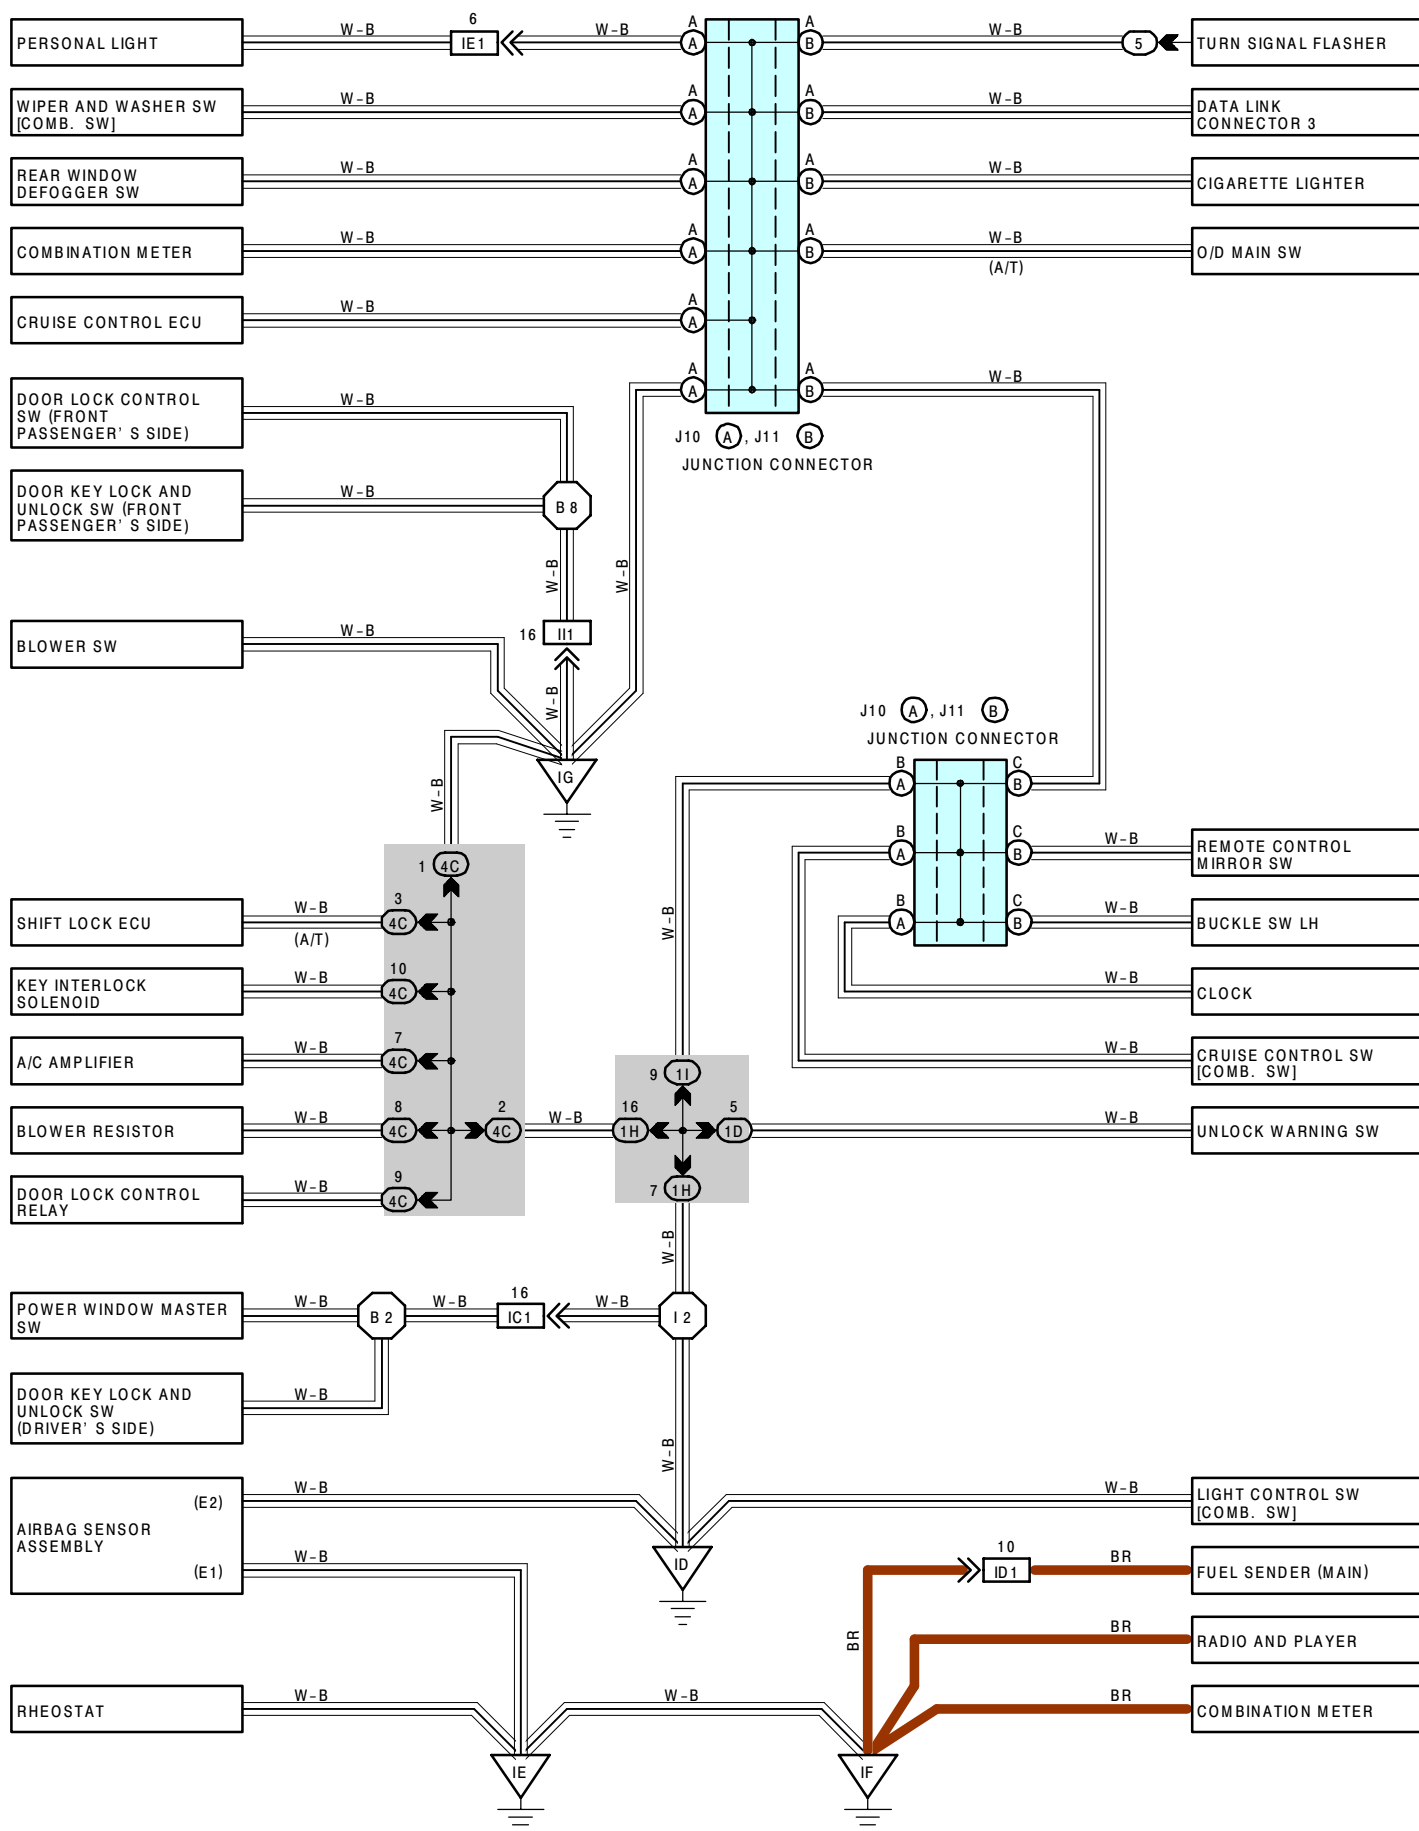 6
A
A
PERSONAL LIGHT
W-B
IE1
W-B
A
B
W-B
5
TURN SIGNAL FLASHER
WIPER AND WASHER SW
[COMB. SW]
W-B
A
A
A
B
W-B
DATA LINK
CONNECTOR 3
REAR WINDOW
DEFOGGER SW
W-B
A
A
A
B
W-B
CIGARETTE LIGHTER
COMBINATION METER
W-B
A
A
A
B
W-B
(A/T)
O/D MAIN SW
CRUISE CONTROL ECU
W-B
A
A
A
A
A
B
W-B
DOOR LOCK CONTROL
SW (FRONT
PASSENGER' S SIDE)
W-B
J10 A , J11 B
JUNCTION CONNECTOR
DOOR KEY LOCK AND
UNLOCK SW (FRONT
PASSENGER' S SIDE)
W-B
B 8
W-B
W-B
BLOWER SW
W-B
16
II1
W-B
J10 A , J11 B
JUNCTION CONNECTOR
IG
W-B
B
A
C
B
1
4C
B
A
C
B
W-B
REMOTE CONTROL
MIRROR SW
SHIFT LOCK ECU
W-B
(A/T)
3
4C
W-B
B
A
C
B
W-B
BUCKLE SW LH
KEY INTERLOCK
SOLENOID
W-B
10
4C
W-B
CLOCK
A/C AMPLIFIER
W-B
7
4C
9
1I
W-B
CRUISE CONTROL SW
[COMB. SW]
BLOWER RESISTOR
W-B
8
4C
2
4C
W-B
16
1H
5
1D
W-B
UNLOCK WARNING SW
DOOR LOCK CONTROL
RELAY
W-B
9
4C
7
1H
W-B
POWER WINDOW MASTER
SW
W-B
B 2
W-B
16
IC1
W-B
I 2
DOOR KEY LOCK AND
UNLOCK SW
(DRIVER' S SIDE)
W-B
W-B
AIRBAG SENSOR
ASSEMBLY
(E2)
W-B
(E1)
W-B
W-B
LIGHT CONTROL SW
[COMB. SW]
ID
10
ID1
BR
FUEL SENDER (MAIN)
BR
BR
RADIO AND PLAYER
RHEOSTAT
W-B
W-B
BR
COMBINATION METER
IE
IF